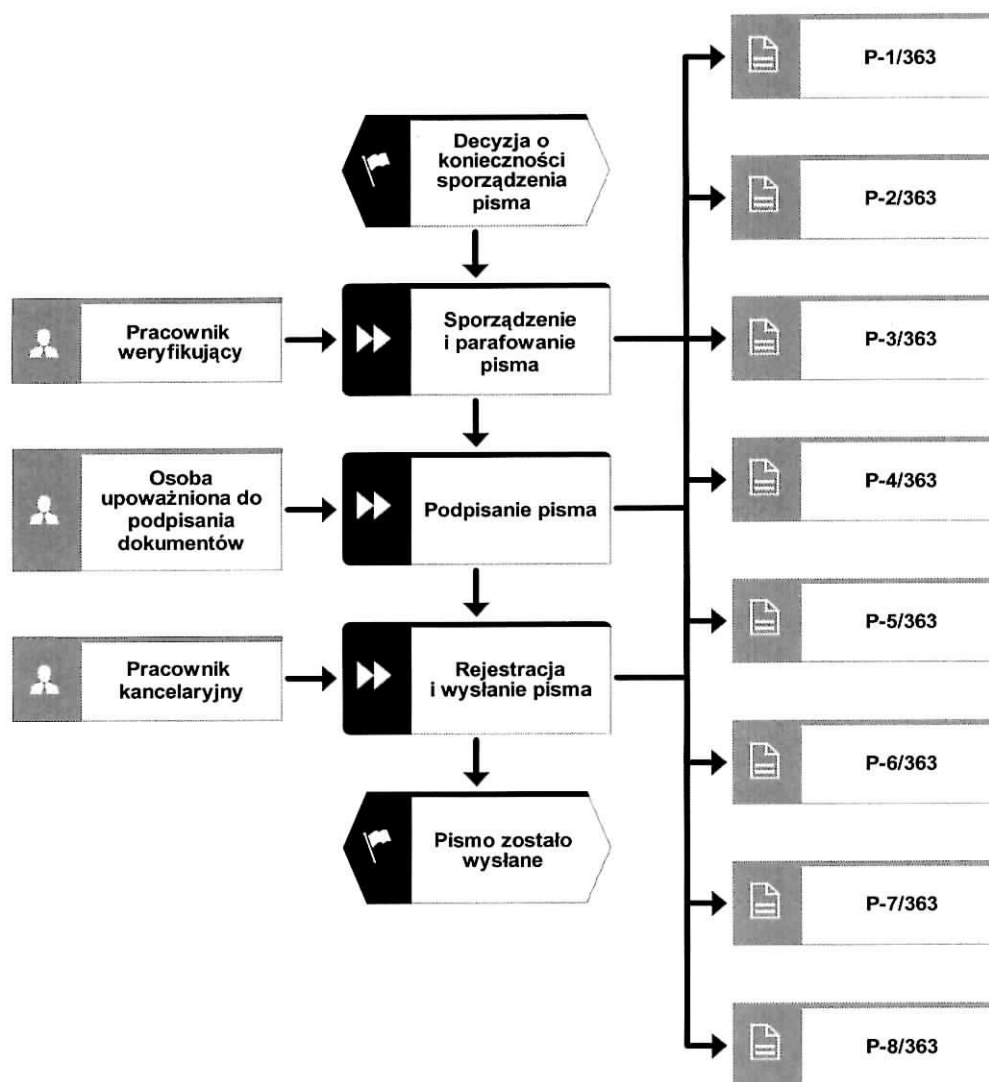 Decyzja o
konieczności
sporządzenia
pisma
Pracownik
weryfikujący
Sporządzenie
i parafowanie
pisma
Osoba
upoważniona do
podpisania
dokumentów
Podpisanie pisma
Pracownik
kancelaryjny
Rejestracja
i wysłanie pisma
Pismo zostało
wysłane
P-1/363
P-2/363
P-3/363
P-4/363
P-5/363
P-6/363
P-7/363
P-8/363